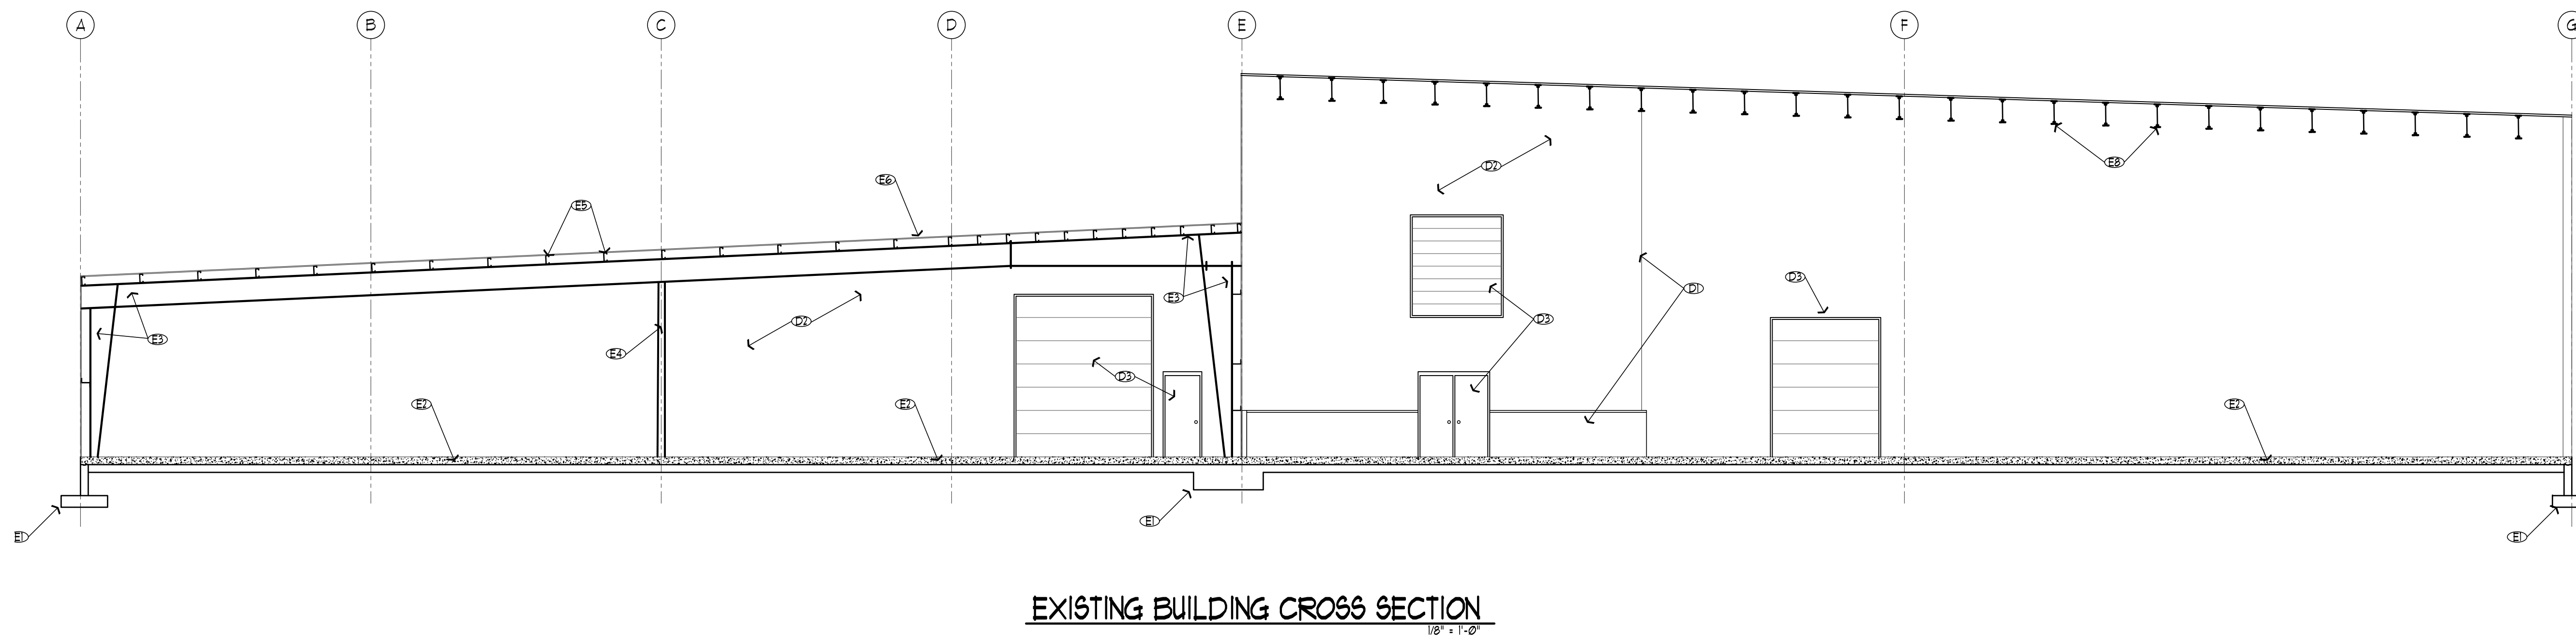 A B C D E F G
D2
E8
E6
E5
D3
D1
E3
D3
D2
E3
E4
D3
E2
E2
E2
E1
E1
E1
EXISTING BUILDING CROSS SECTION
1/8" = 1'-0"